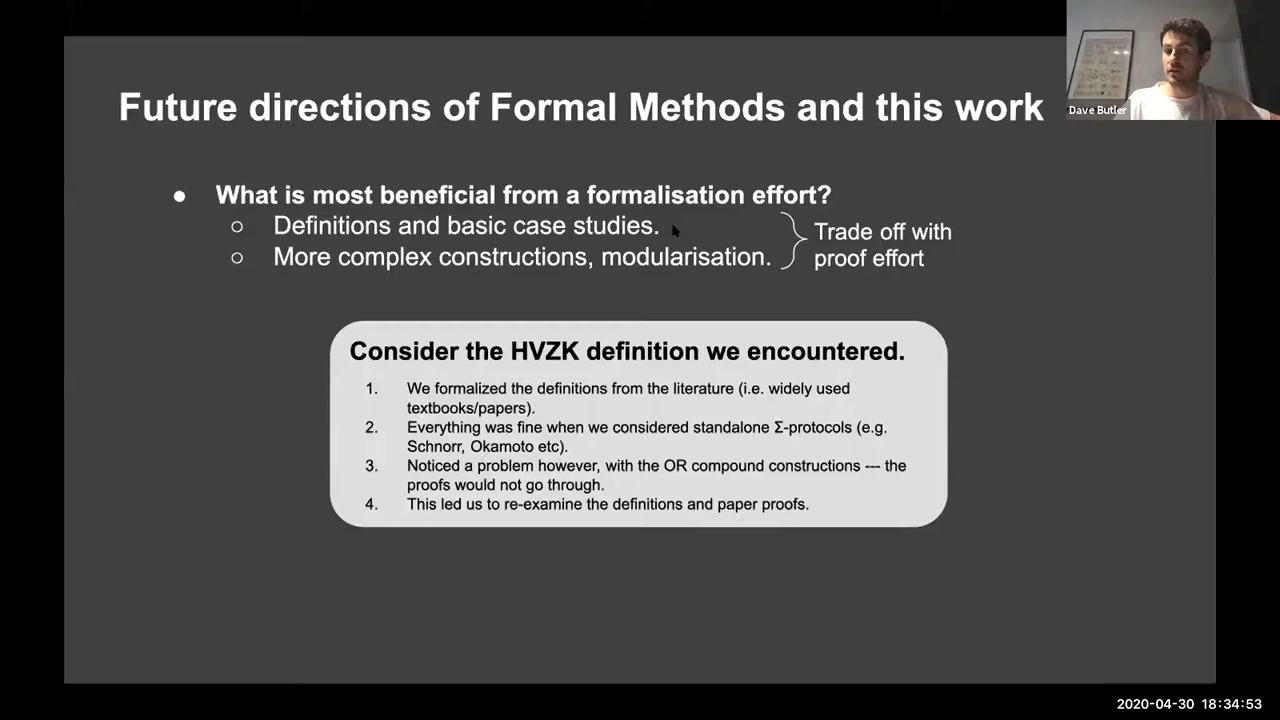 Future directions of Formal Methods and this work
Dave Butler
● What is most beneficial from a formalisation effort?
○ Definitions and basic case studies.
○ More complex constructions, modularisation.
Trade off with
proof effort
Consider the HVZK definition we encountered.
1. We formalized the definitions from the literature (i.e. widely used
textbooks/papers).
2. Everything was fine when we considered standalone Σ-protocols (e.g.
Schnorr, Okamoto etc).
3. Noticed a problem however, with the OR compound constructions --- the
proofs would not go through.
4. This led us to re-examine the definitions and paper proofs.
2020-04-30 18:34:53